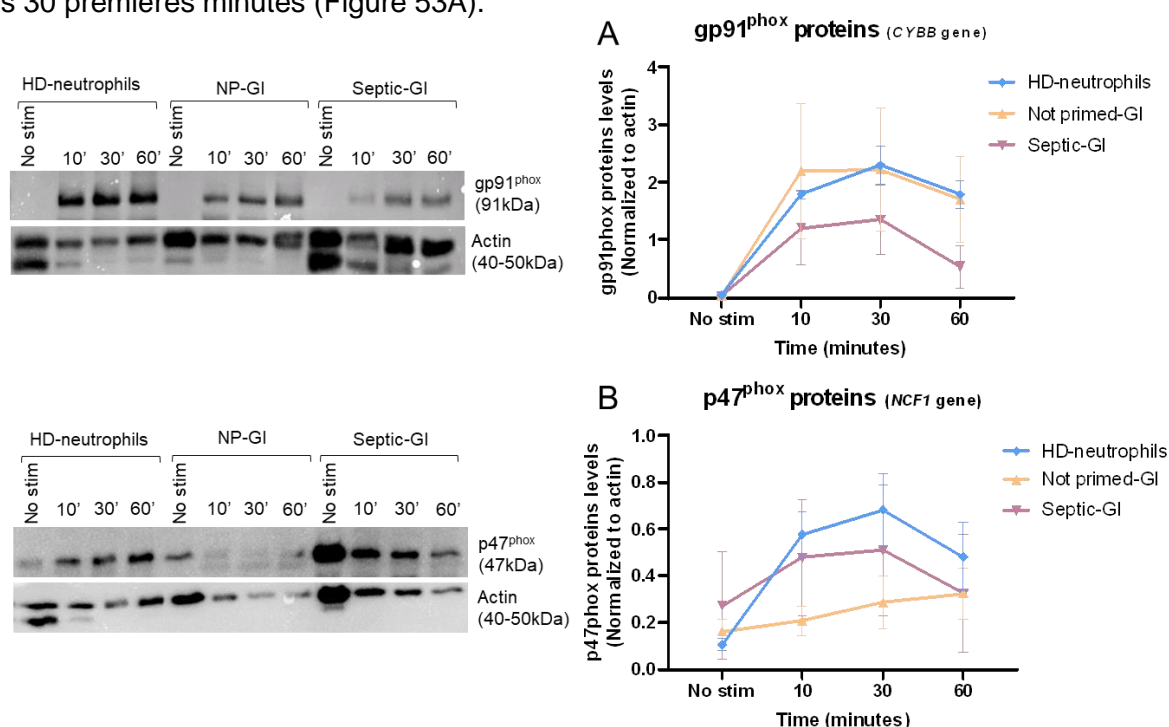 s 30 premières minutes (Figure 53A).
HD-neutrophils NP-GI Septic-GI
No stim 10’ 30’ 60’ No stim 10’ 30’ 60’ No stim 10’ 30’ 60’
gp91phox
(91kDa)
Actin
(40-50kDa)
A
gp91phox proteins (CYBB gene)
gp91phox proteins levels
(Normalized to actin)
4
3
2
1
0
No stim 10 30 60
Time (minutes)
HD-neutrophils
Not primed-GI
Septic-GI
HD-neutrophils NP-GI Septic-GI
No stim 10’ 30’ 60’ No stim 10’ 30’ 60’ No stim 10’ 30’ 60’
p47phox
(47kDa)
Actin
(40-50kDa)
B
p47phox proteins (NCF1 gene)
p47phox proteins levels
(Normalized to actin)
1.0
0.8
0.6
0.4
0.2
0.0
No stim 10 30 60
Time (minutes)
HD-neutrophils
Not primed-GI
Septic-GI